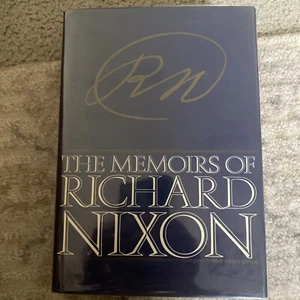 RN
THE MEMOIRS OF
RICHARD
NIXON